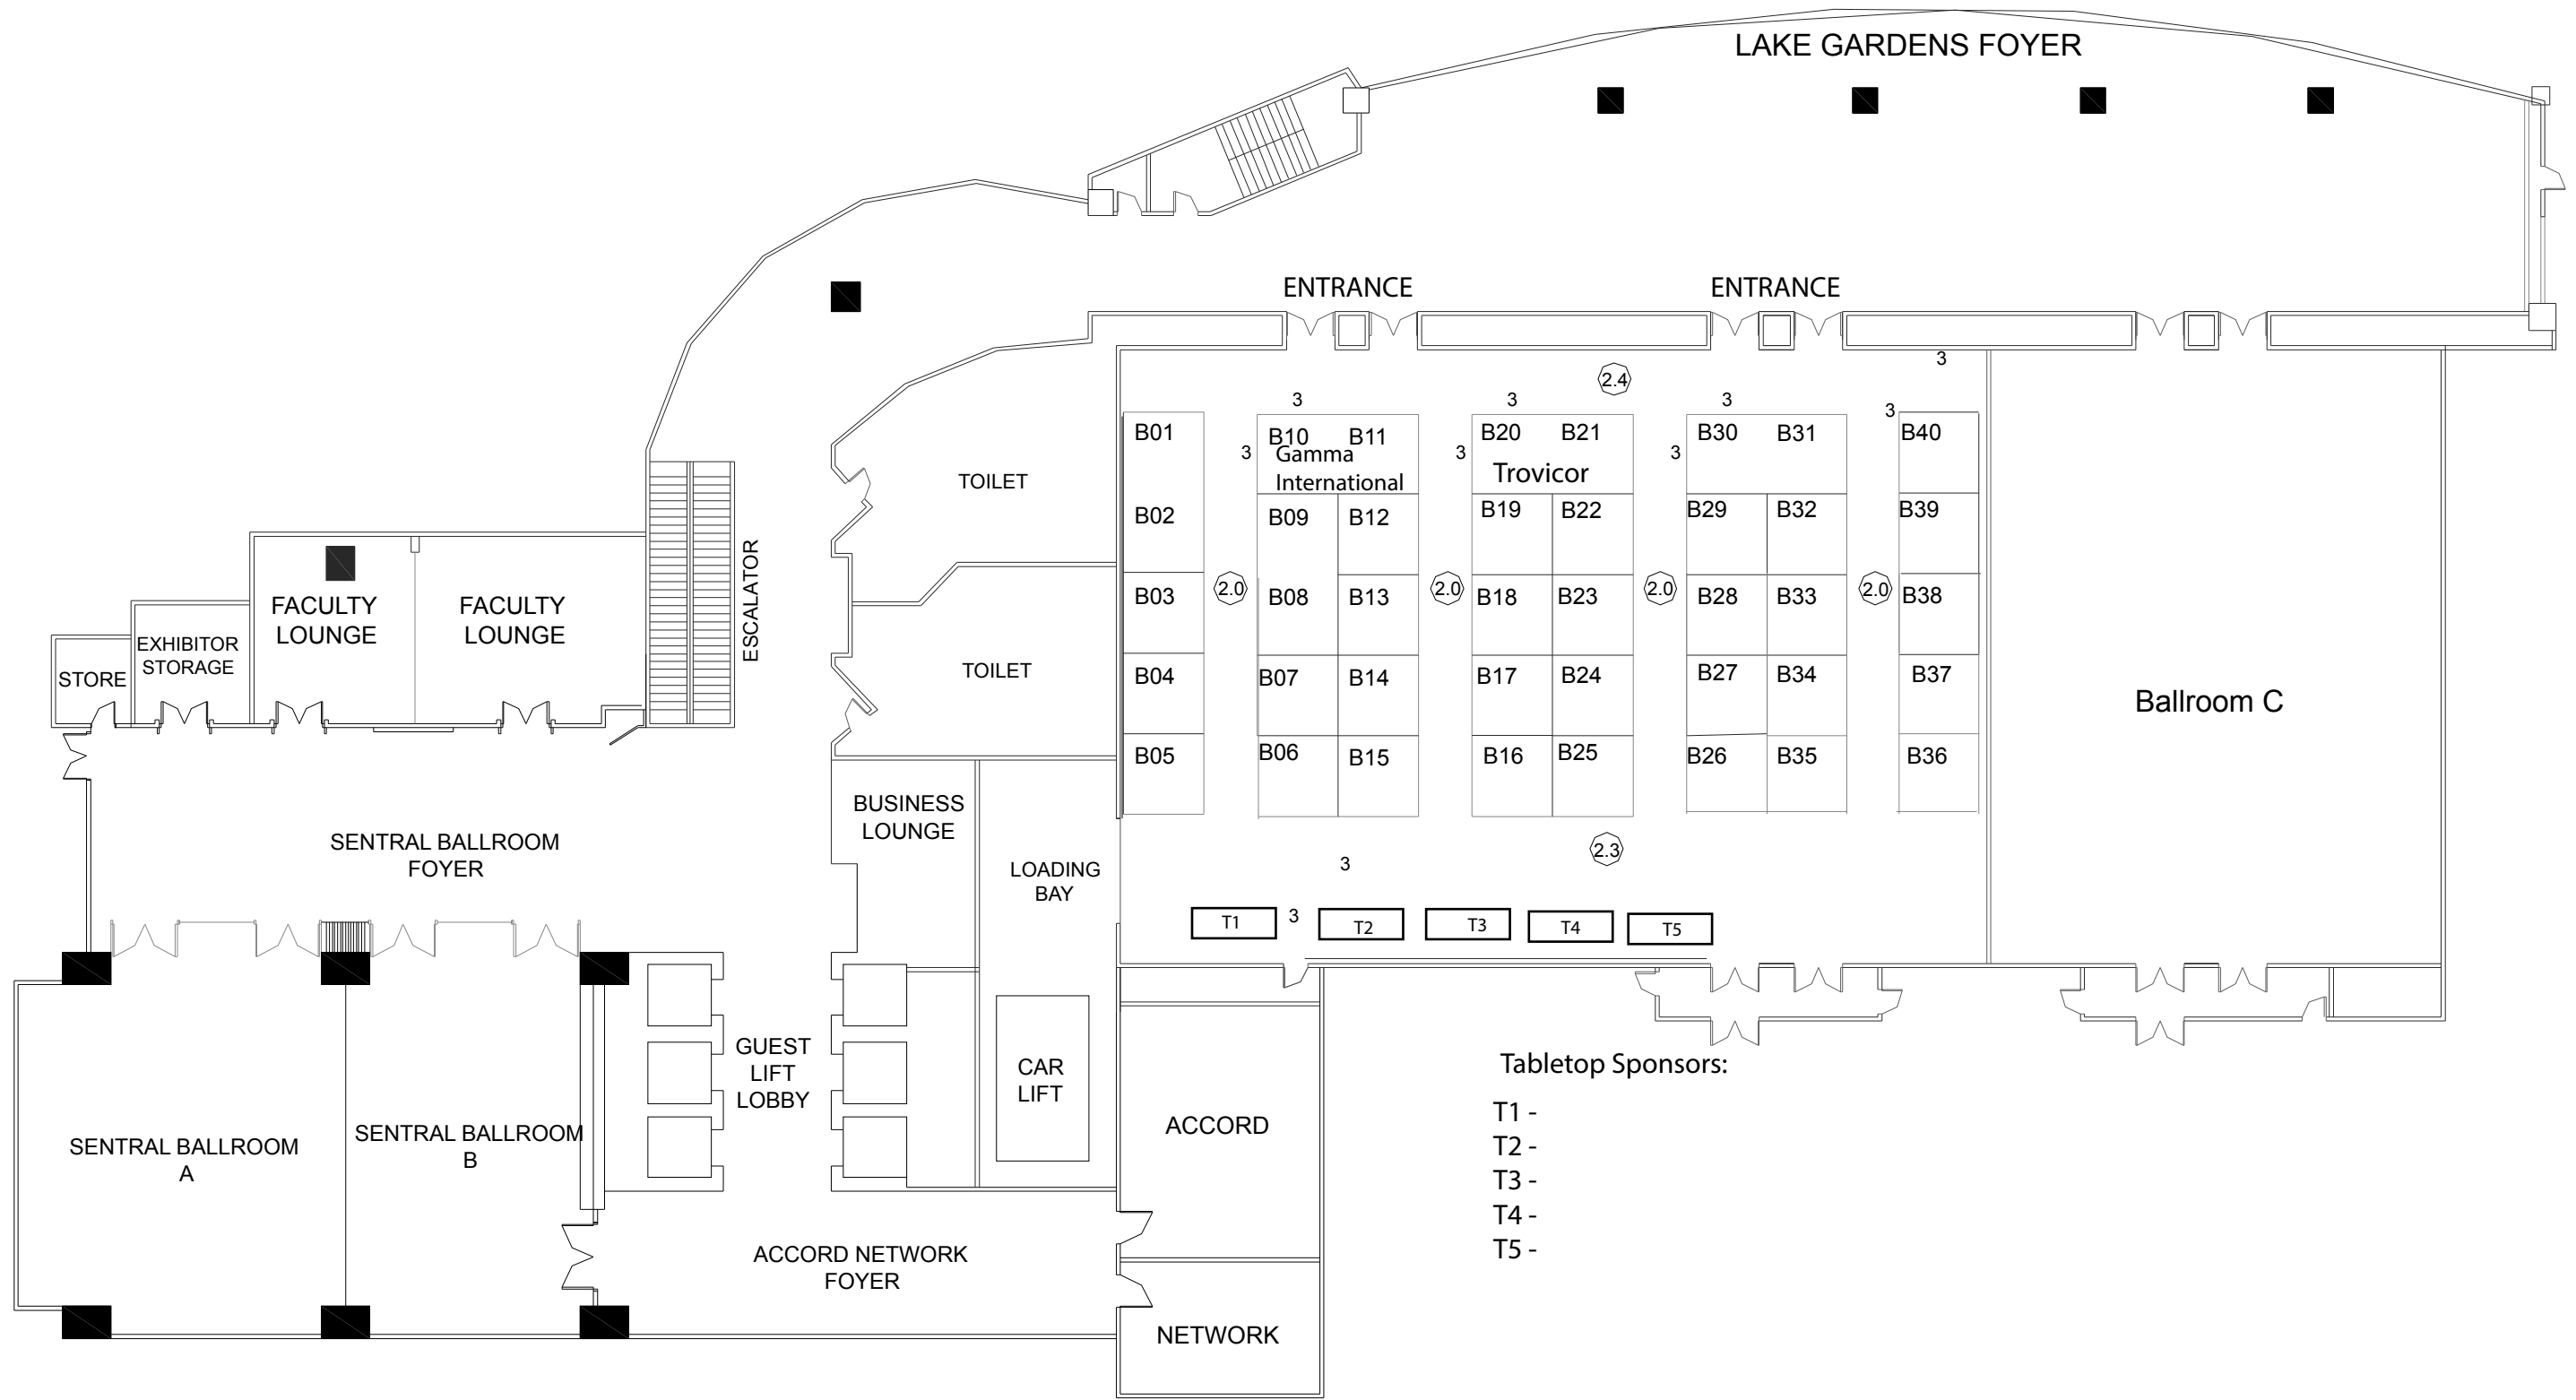 LAKE GARDENS FOYER
ENTRANCE
ENTRANCE
3
2.4
3
3
3
3
B01
B10
B11
B20
B21
B30
B31
B40
3
3
3
Gamma
International
Trovicor
B02
B09
B12
B19
B22
B29
B32
B39
2.0
2.0
2.0
2.0
B03
B08
B13
B18
B23
B28
B33
B38
B04
B07
B14
B17
B24
B27
B34
B37
B05
B06
B15
B16
B25
B26
B35
B36
Ballroom C
2.3
3
3
T1
T2
T3
T4
T5
TOILET
TOILET
ESCALATOR
FACULTY
LOUNGE
FACULTY
LOUNGE
EXHIBITOR
STORAGE
STORE
BUSINESS
LOUNGE
SENTRAL BALLROOM
FOYER
LOADING
BAY
GUEST
LIFT
LOBBY
CAR
LIFT
SENTRAL BALLROOM
A
SENTRAL BALLROOM
B
ACCORD
ACCORD NETWORK
FOYER
NETWORK
Tabletop Sponsors:
T1 -
T2 -
T3 -
T4 -
T5 -